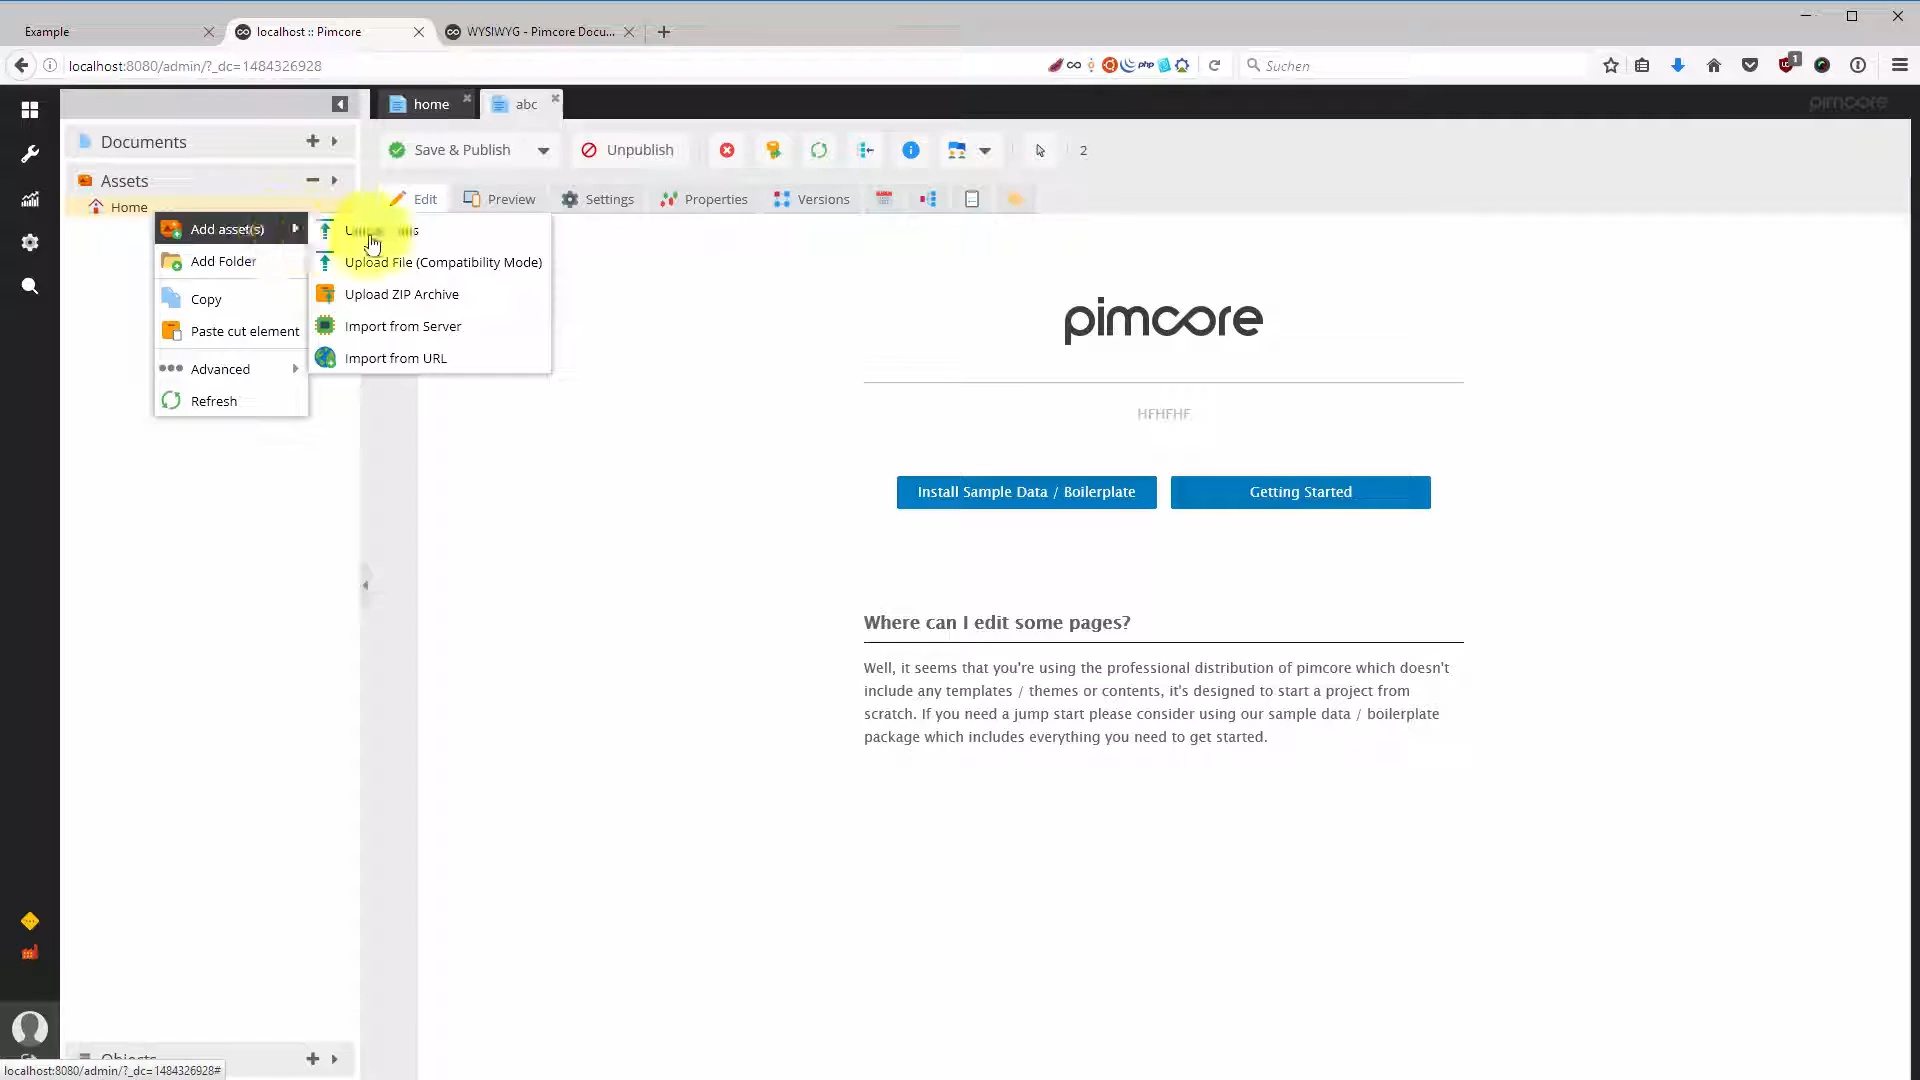 Example
localhost :: Pimcore
WYSIWYG - Pimcore Docu...
localhost:8080/admin/?_dc=1484326928
php
1
Suchen
home
abc
pimcore
Documents
Save & Publish
Unpublish
2
Assets
Edit
Preview
Settings
Properties
Versions
Home
Add asset(s)
Add Folder
Upload File (Compatibility Mode)
Copy
Upload ZIP Archive
Paste cut element
Import from Server
Import from URL
Advanced
Refresh
pimcore
HFHFHF
Install Sample Data / Boilerplate
Getting Started
Where can I edit some pages?
Well, it seems that you're using the professional distribution of pimcore which doesn't
include any templates / themes or contents, it's designed to start a project from
scratch. If you need a jump start please consider using our sample data / boilerplate
package which includes everything you need to get started.
Objects
localhost:8080/admin/?_dc=1484326928#